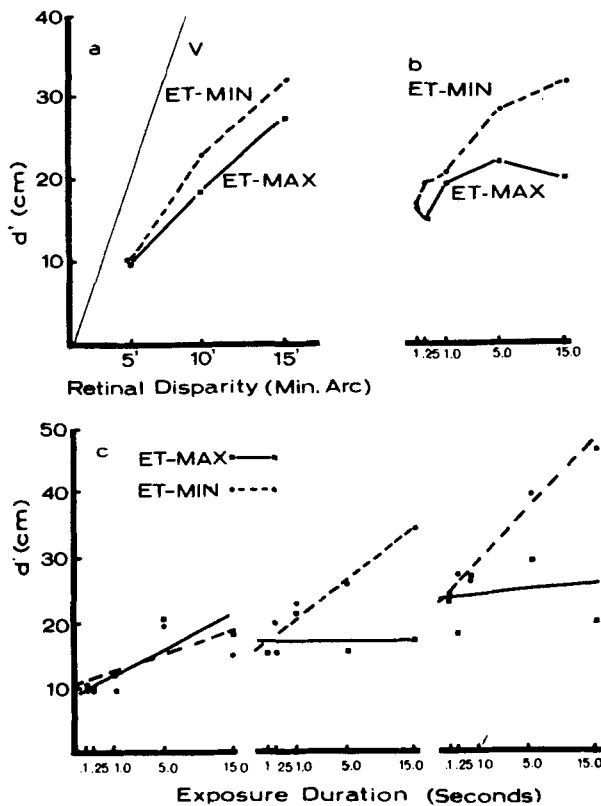 40
a
V
b
ET-MIN
ET-MIN
30
ET-MAX
ET-MAX
20
10
d' (cm)
5' 10' 15'
.1 .25 1.0 5.0 15.0
Retinal Disparity (Min. Arc)
50
c
ET-MAX
ET-MIN
40
30
20
10
d' (cm)
.1 .25 1.0 5.0 15.0
.1 .25 1.0 5.0 15.0
.1 .25 1.0 5.0 15.0
Exposure Duration (Seconds)